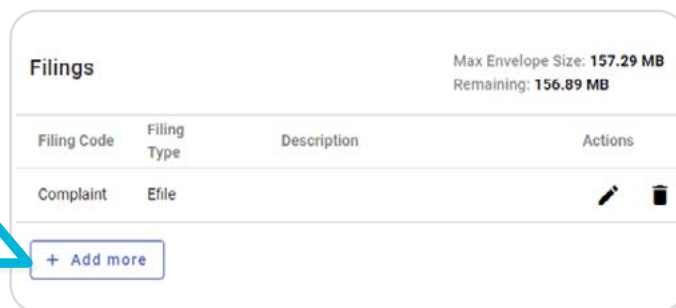 Filings
Max Envelope Size: 157.29 MB
Remaining: 156.89 MB
Filing Code Filing Type Description Actions
Complaint Efile
+ Add more